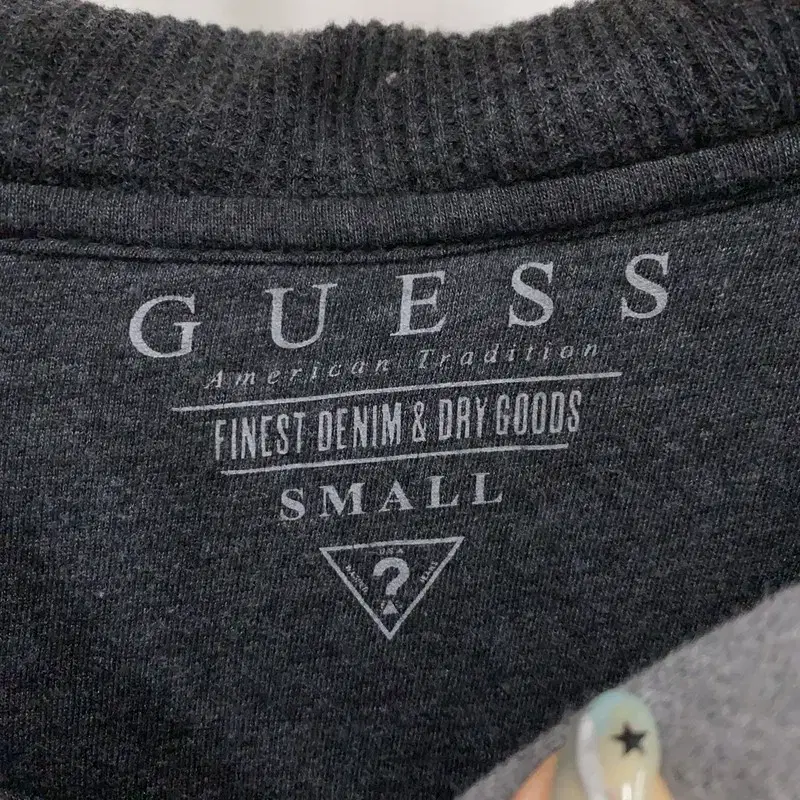 GUESS
American Tradition
FINEST DENIM & DRY GOODS
SMALL
?